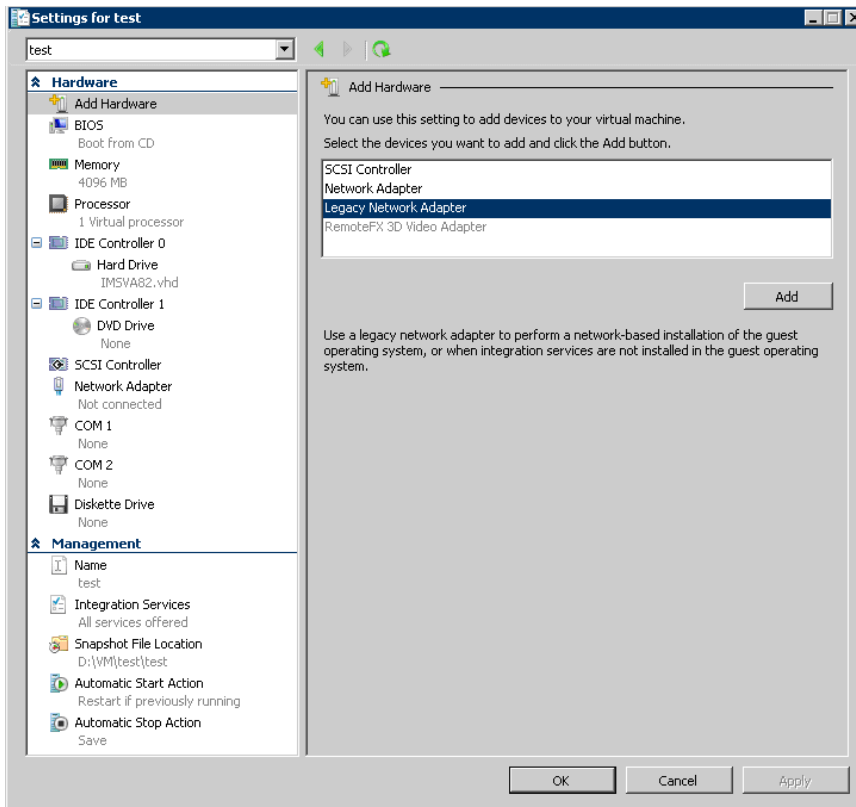 Settings for test
test
Hardware
Add Hardware
BIOS
Boot from CD
Memory
4096 MB
Processor
1 Virtual processor
IDE Controller 0
Hard Drive
IMSVA82.vhd
IDE Controller 1
DVD Drive
None
SCSI Controller
Network Adapter
Not connected
COM 1
None
COM 2
None
Diskette Drive
None
Management
Name
test
Integration Services
All services offered
Snapshot File Location
D:\VM\test\test
Automatic Start Action
Restart if previously running
Automatic Stop Action
Save
Add Hardware
You can use this setting to add devices to your virtual machine.
Select the devices you want to add and click the Add button.
SCSI Controller
Network Adapter
Legacy Network Adapter
RemoteFX 3D Video Adapter
Add
Use a legacy network adapter to perform a network-based installation of the guest
operating system, or when integration services are not installed in the guest operating
system.
OK
Cancel
Apply